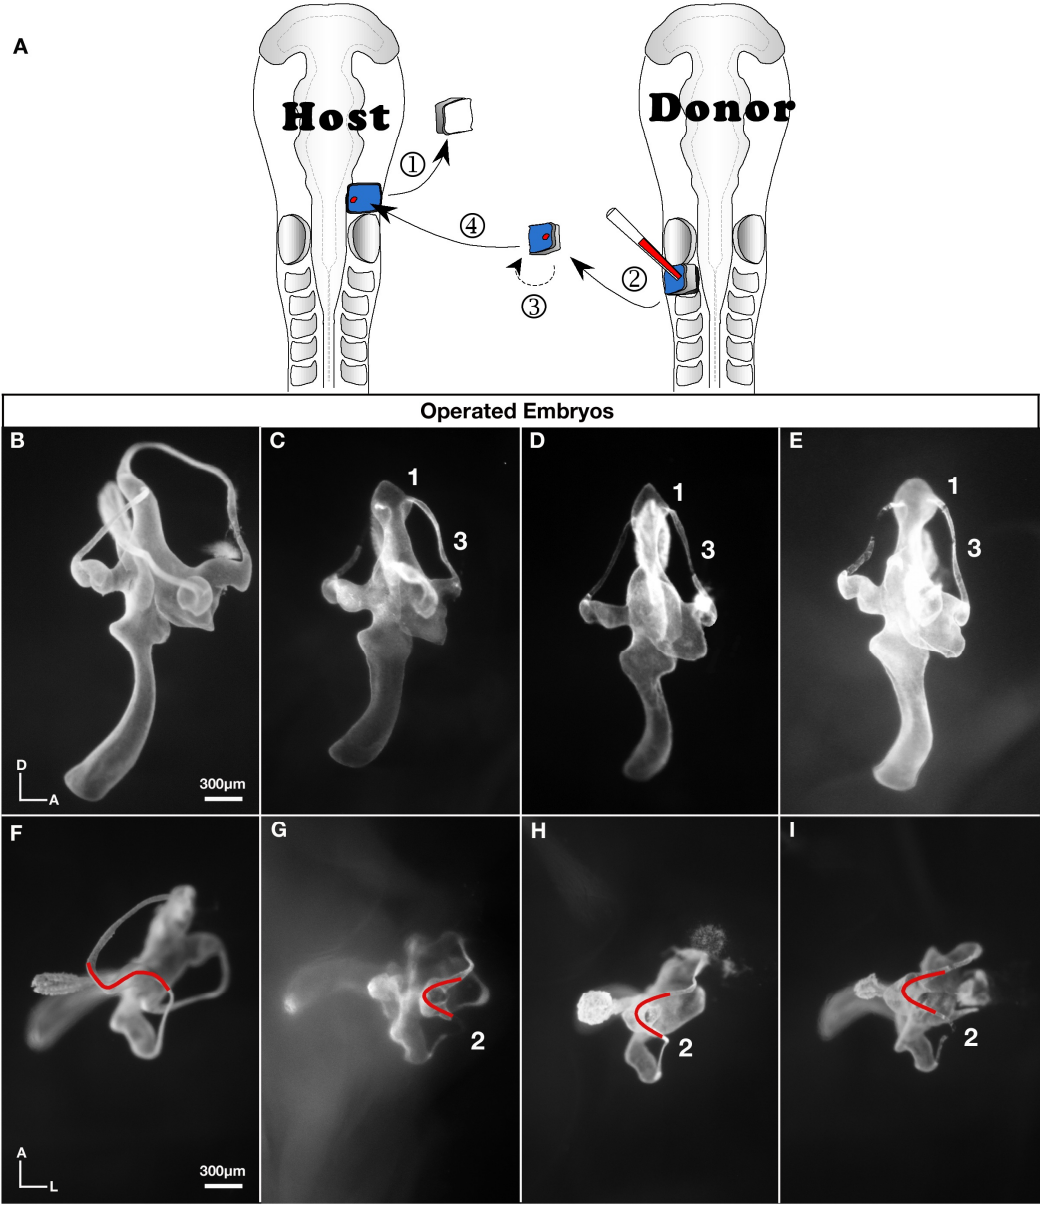 A
Host
Donor
①
④
②
③
Operated Embryos
B
C
D
E
1
1
1
3
3
3
D
A
300µm
F
G
H
I
2
2
2
A
L
300µm